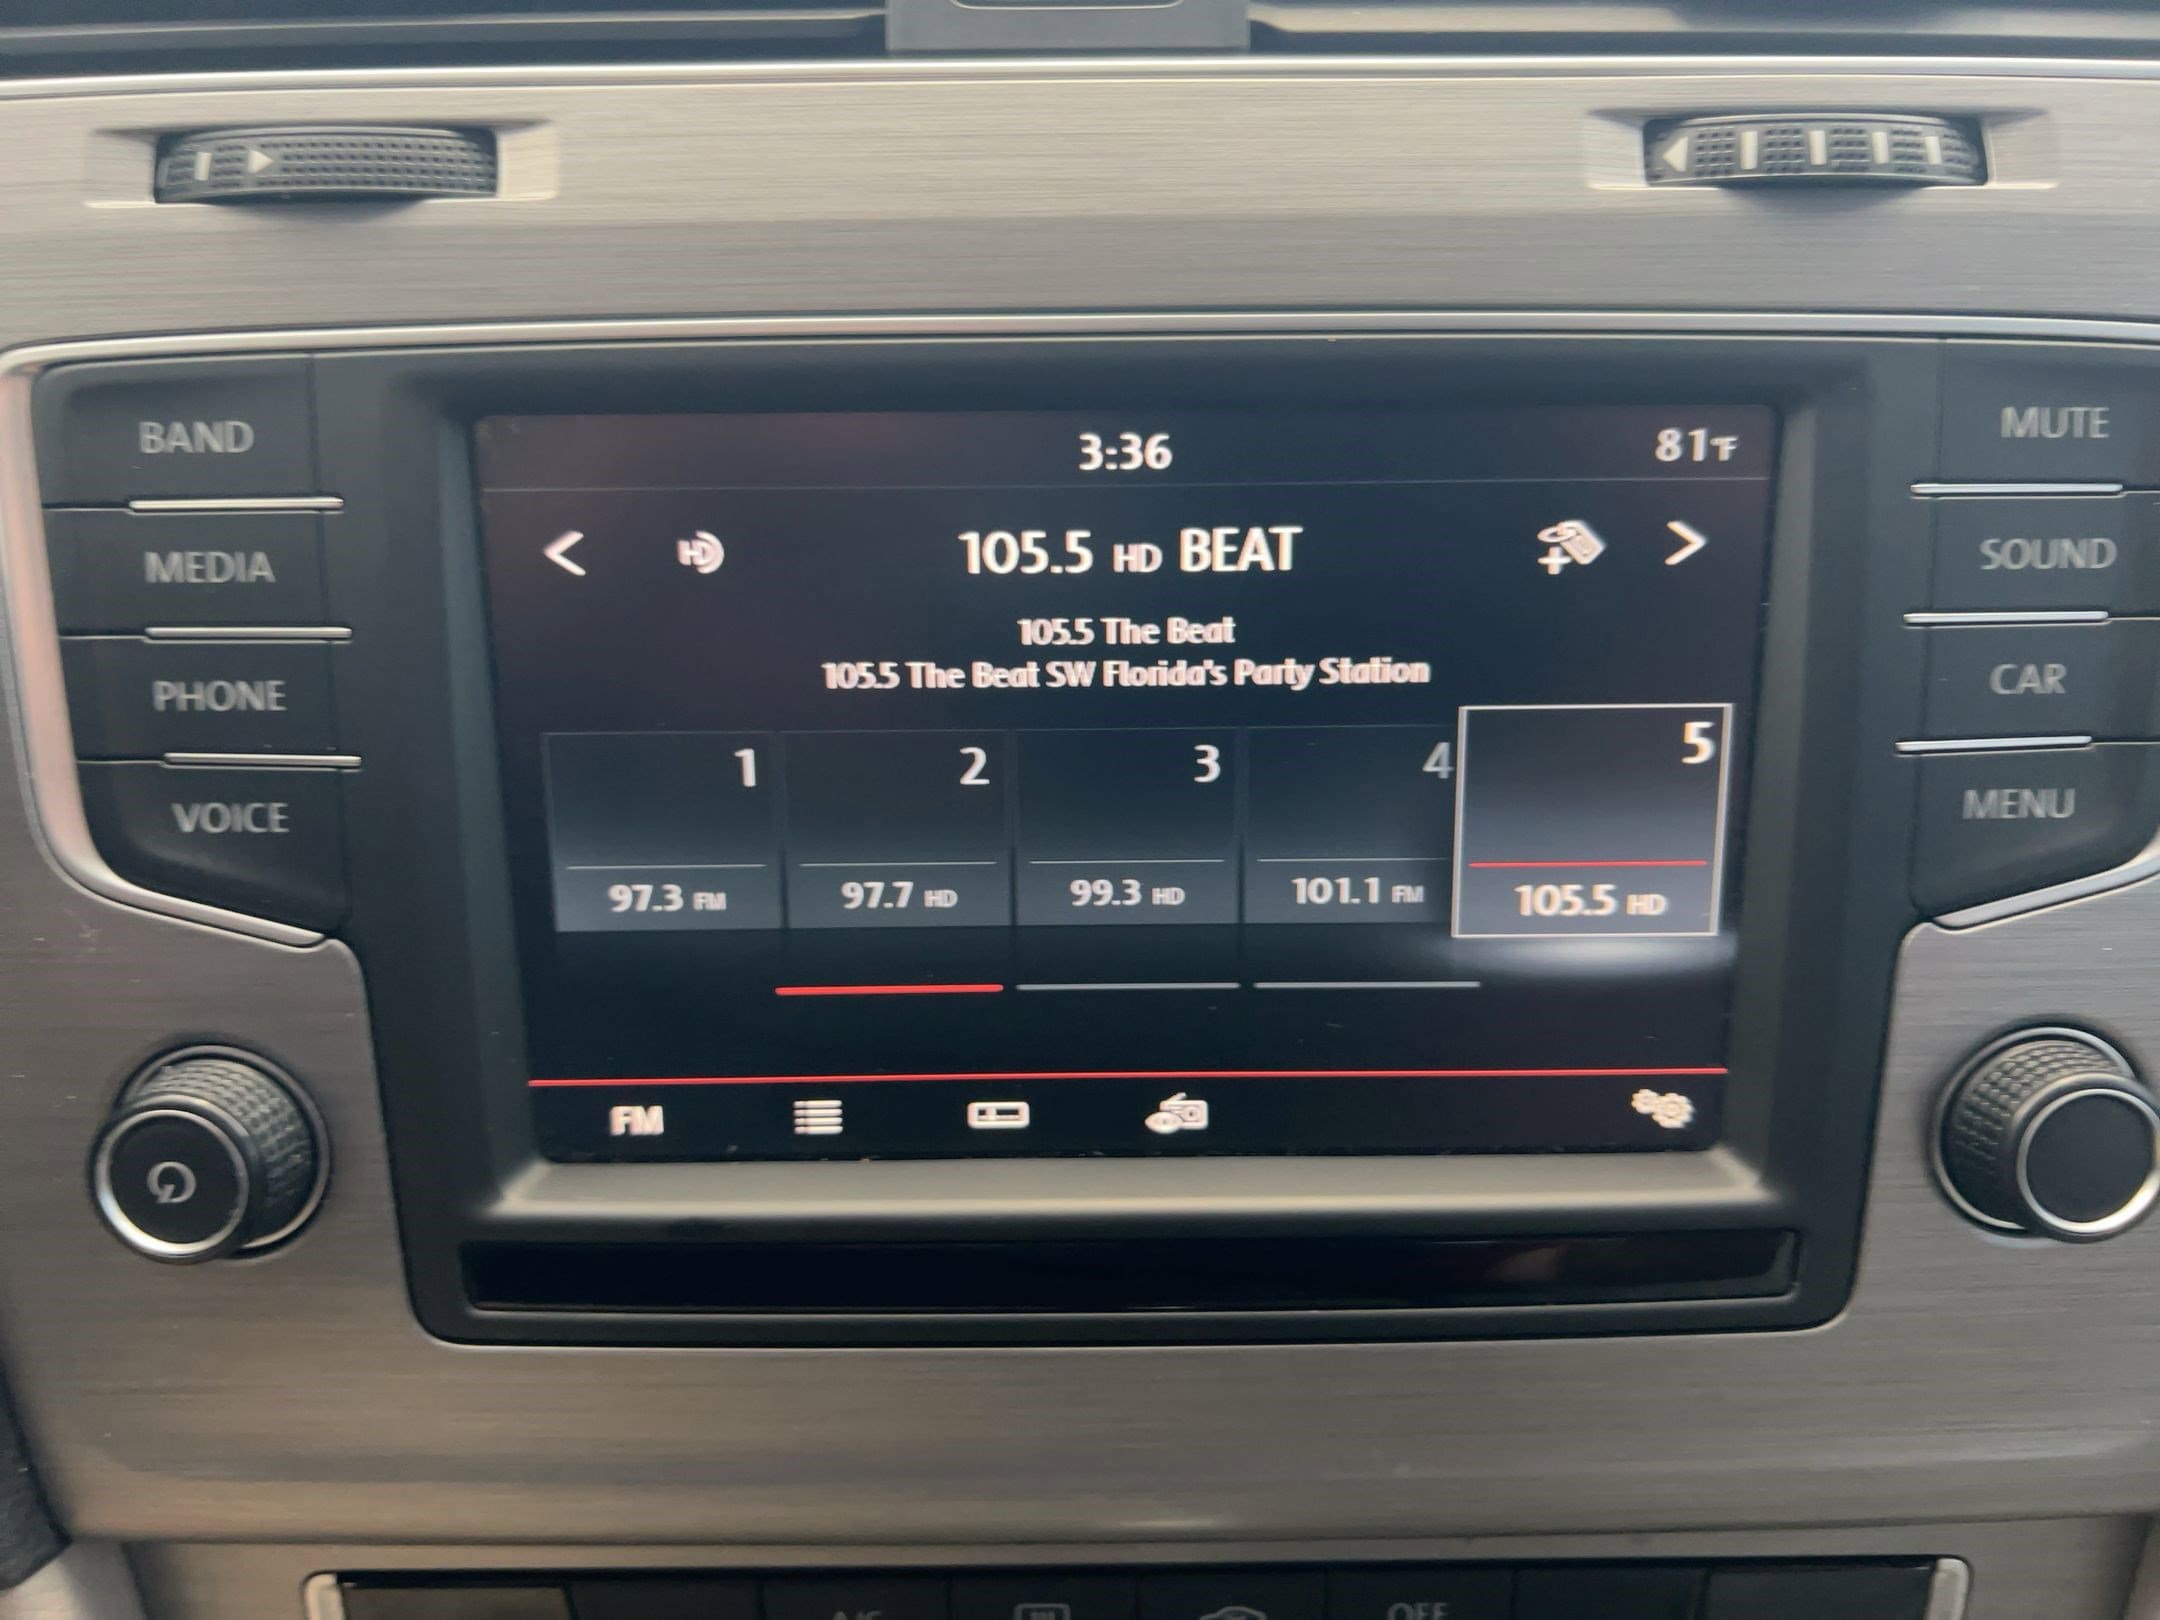 BAND
MEDIA
PHONE
VOICE
3:36
81°F
HD
105.5 HD BEAT
105.5 The Beat
105.5 The Beat SW Florida's Party Station
1
2
3
4
5
97.3 FM
97.7 HD
99.3 HD
101.1 FM
105.5 HD
FM
MUTE
SOUND
CAR
MENU
A/C
OFF